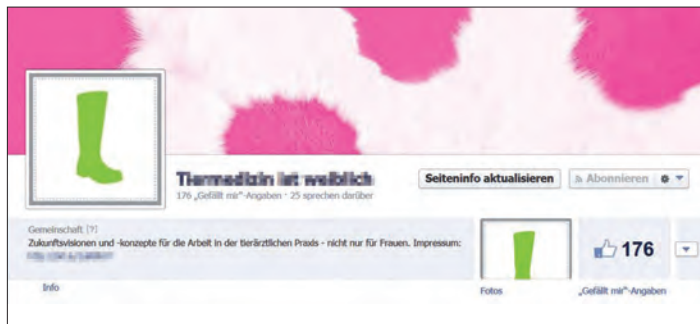 Tiermedizin ist weiblich
176 „Gefällt mir“-Angaben · 25 sprechen darüber
Seiteninfo aktualisieren
Abonnieren
Gemeinschaft [?]
Zukunftsvisionen und -konzepte für die Arbeit in der tierärztlichen Praxis - nicht nur für Frauen. Impressum:
176
Info
Fotos
„Gefällt mir“-Angaben